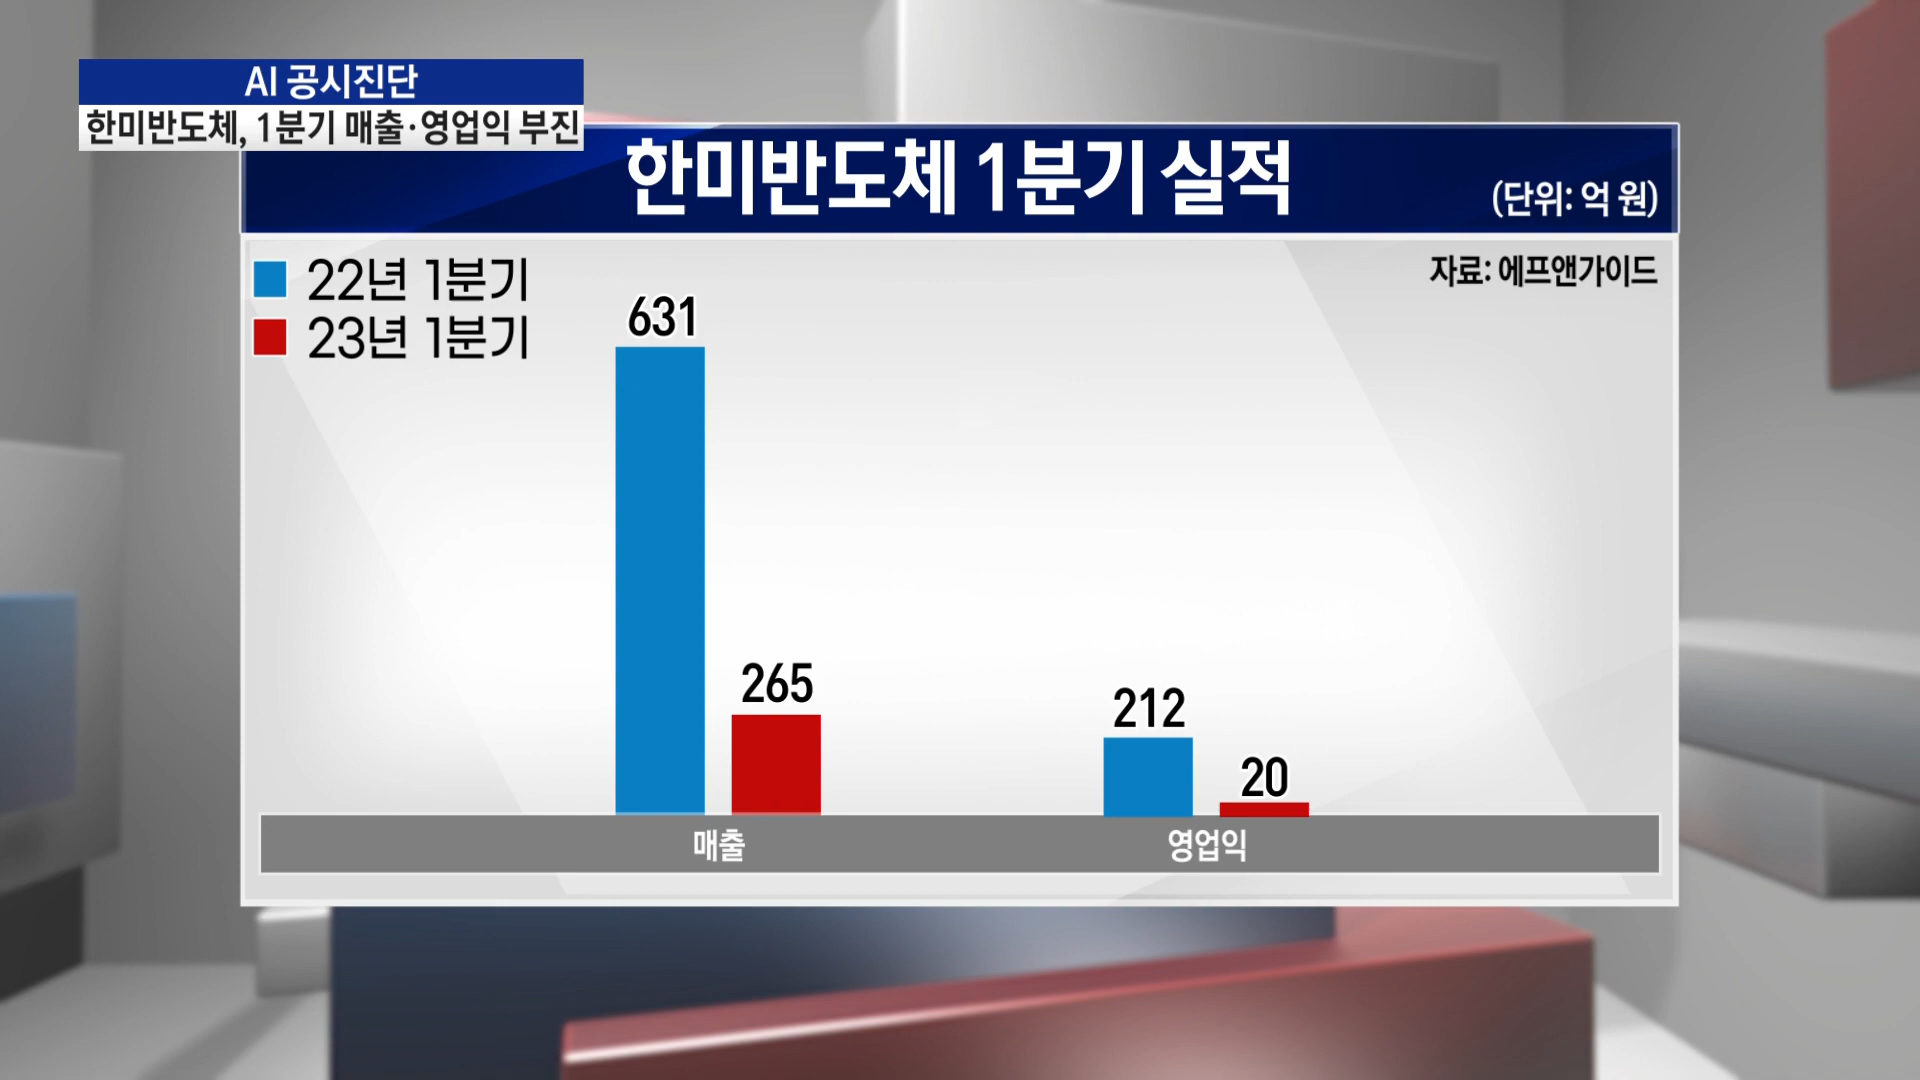 AI 공시진단
한미반도체, 1분기 매출·영업익 부진
한미반도체 1분기 실적
(단위: 억 원)
자료: 에프앤가이드
22년 1분기
23년 1분기
631
265
212
20
매출
영업익